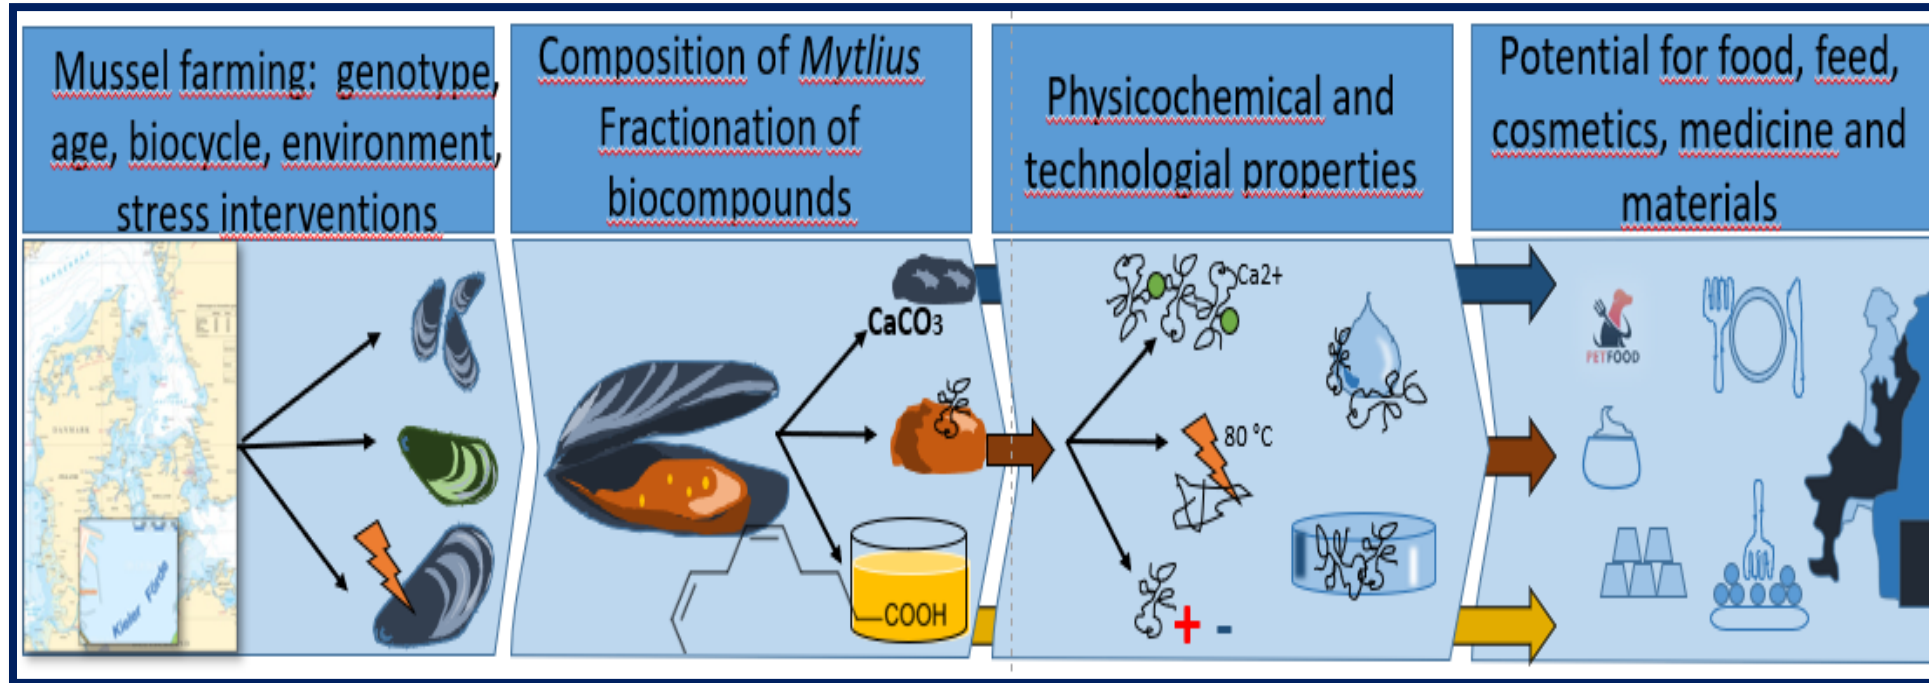 Mussel farming: genotype,
age, biocycle, environment,
stress interventions
Composition of Mytlius
Fractionation of
biocompounds
Physicochemical and
technologial properties
Potential for food, feed,
cosmetics, medicine and
materials
DANMARK
Kieler Förde
CaCO3
COOH
Ca2+
80 °C
+ -
PETFOOD